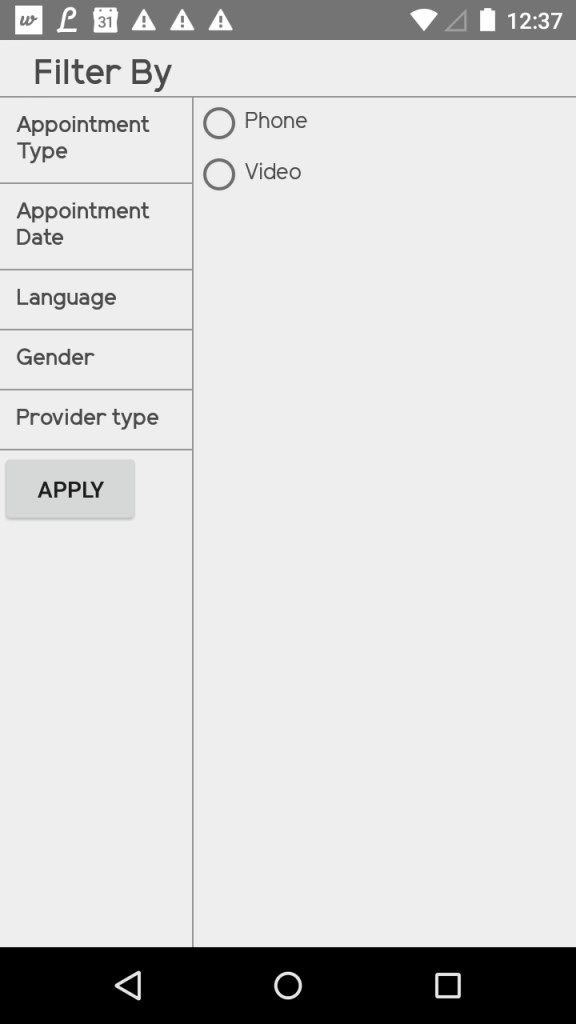 31
12:37
Filter By
Appointment
Type
Phone
Video
Appointment
Date
Language
Gender
Provider type
APPLY